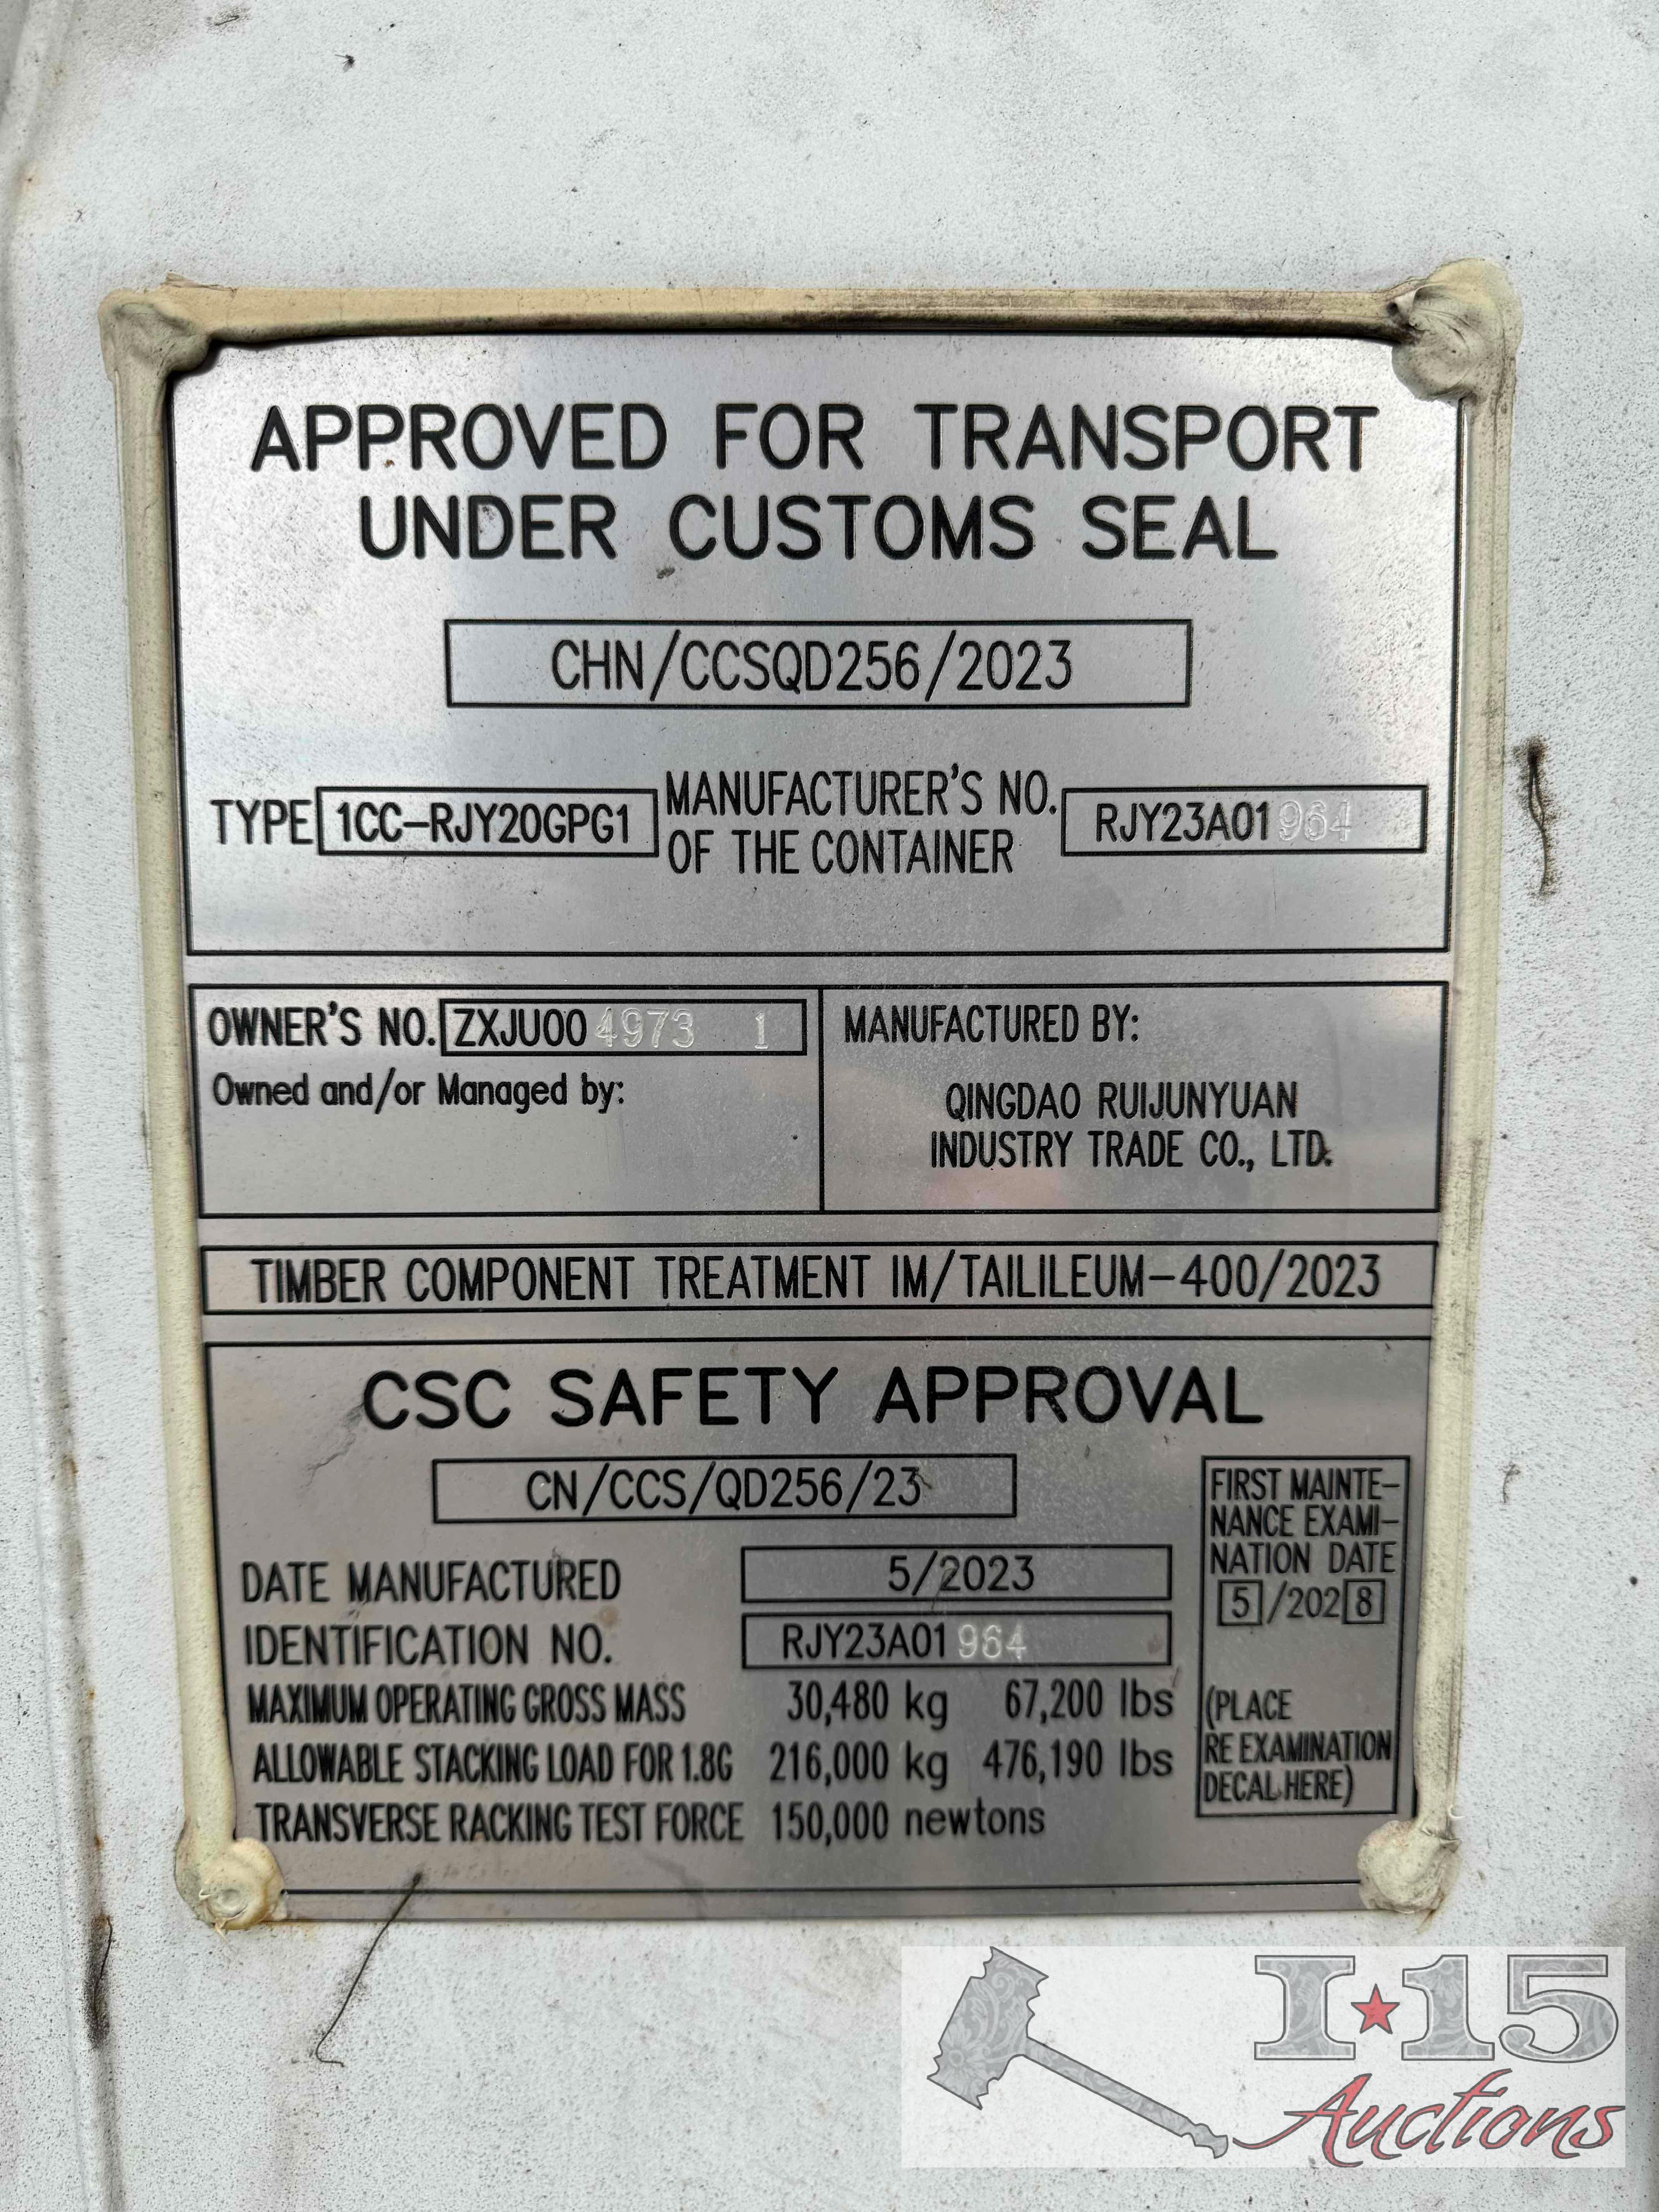 APPROVED FOR TRANSPORT
UNDER CUSTOMS SEAL
CHN/CCSQD256/2023
TYPE 1CC-RJY20GPG1 MANUFACTURER'S NO. OF THE CONTAINER RJY23A01964
OWNER'S NO. ZXJU004973 1
Owned and/or Managed by:
MANUFACTURED BY:
QINGDAO RUIJUNYUAN
INDUSTRY TRADE CO., LTD.
TIMBER COMPONENT TREATMENT IM/TAILILEUM-400/2023
CSC SAFETY APPROVAL
CN/CCS/QD256/23
DATE MANUFACTURED 5/2023
IDENTIFICATION NO. RJY23A01964
MAXIMUM OPERATING GROSS MASS 30,480 kg 67,200 lbs
ALLOWABLE STACKING LOAD FOR 1.8G 216,000 kg 476,190 lbs
TRANSVERSE RACKING TEST FORCE 150,000 newtons
FIRST MAINTE-
NANCE EXAMI-
NATION DATE
5/2028
(PLACE
RE EXAMINATION
DECAL HERE)
I-15
Auctions